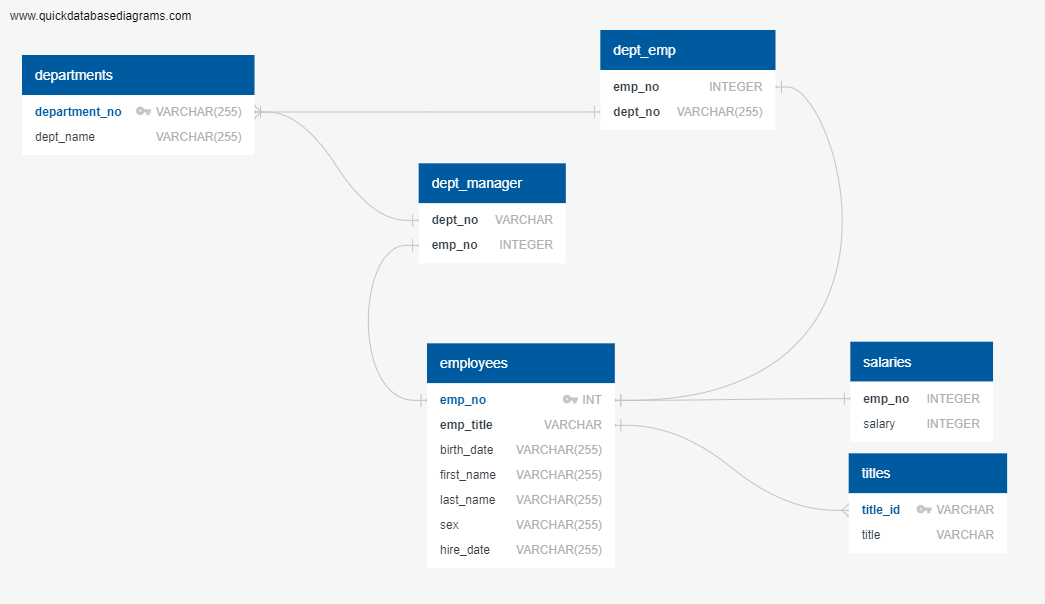 www.quickdatabasediagrams.com
departments
department_no VARCHAR(255)
dept_name VARCHAR(255)
dept_emp
emp_no INTEGER
dept_no VARCHAR(255)
dept_manager
dept_no VARCHAR
emp_no INTEGER
employees
emp_no INT
emp_title VARCHAR
birth_date VARCHAR(255)
first_name VARCHAR(255)
last_name VARCHAR(255)
sex VARCHAR(255)
hire_date VARCHAR(255)
salaries
emp_no INTEGER
salary INTEGER
titles
title_id VARCHAR
title VARCHAR